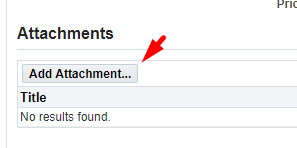 Attachments
Add Attachment...
Title
No results found.